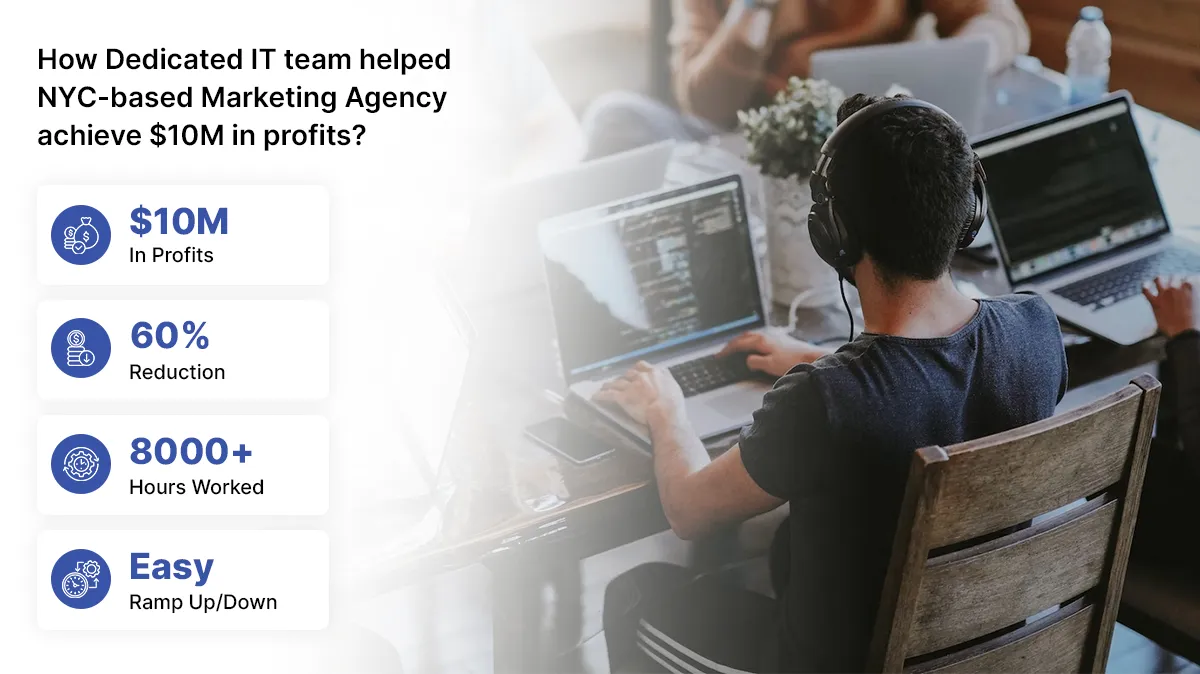 How Dedicated IT team helped
NYC-based Marketing Agency
achieve $10M in profits?
$10M
In Profits
60%
Reduction
8000+
Hours Worked
Easy
Ramp Up/Down